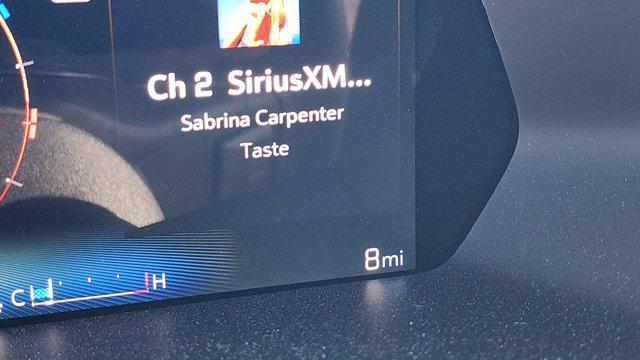 Ch 2 SiriusXM...
Sabrina Carpenter
Taste
8mi
C H